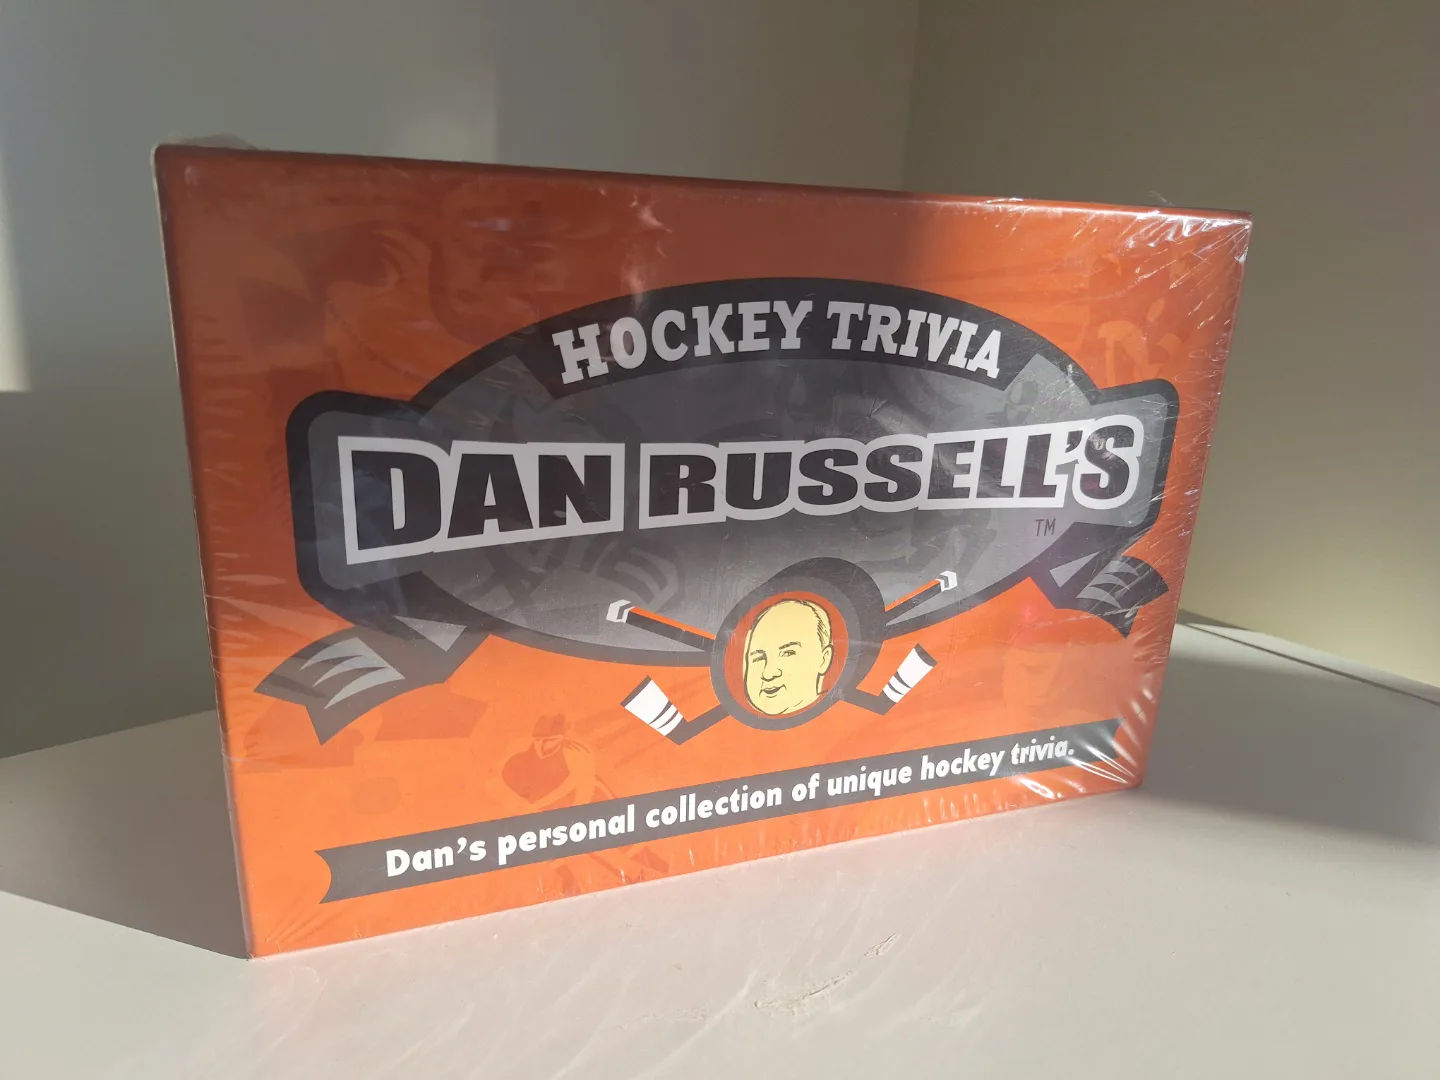 HOCKEY TRIVIA
DAN RUSSELL'S
TM
Dan's personal collection of unique hockey trivia.